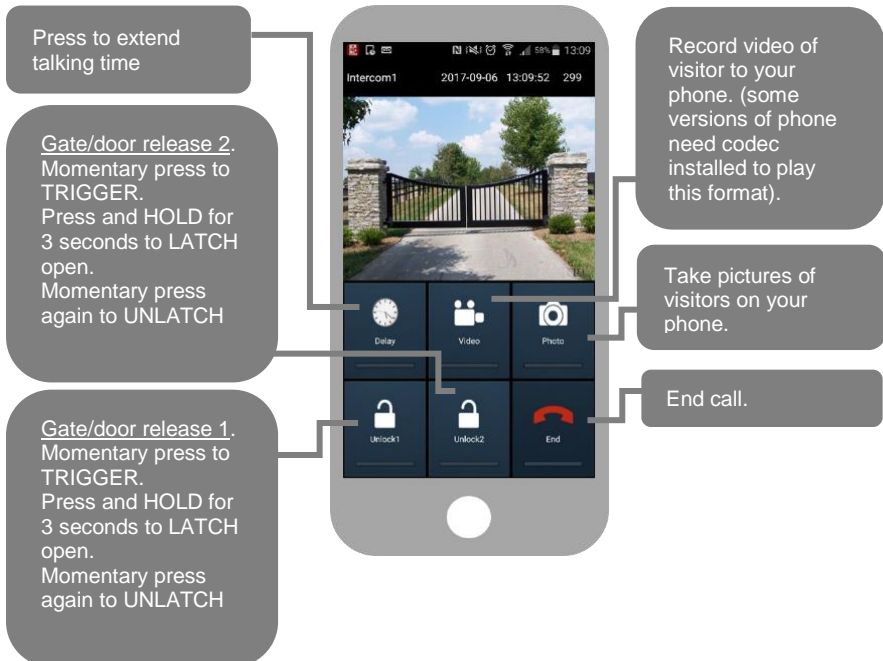 Press to extend
talking time
Gate/door release 2.
Momentary press to
TRIGGER.
Press and HOLD for
3 seconds to LATCH
open.
Momentary press
again to UNLATCH
Gate/door release 1.
Momentary press to
TRIGGER.
Press and HOLD for
3 seconds to LATCH
open.
Momentary press
again to UNLATCH
58% 13:09
Intercom1 2017-09-06 13:09:52 299
Delay Video Photo
Unlock1 Unlock2 End
Record video of
visitor to your
phone. (some
versions of phone
need codec
installed to play
this format).
Take pictures of
visitors on your
phone.
End call.